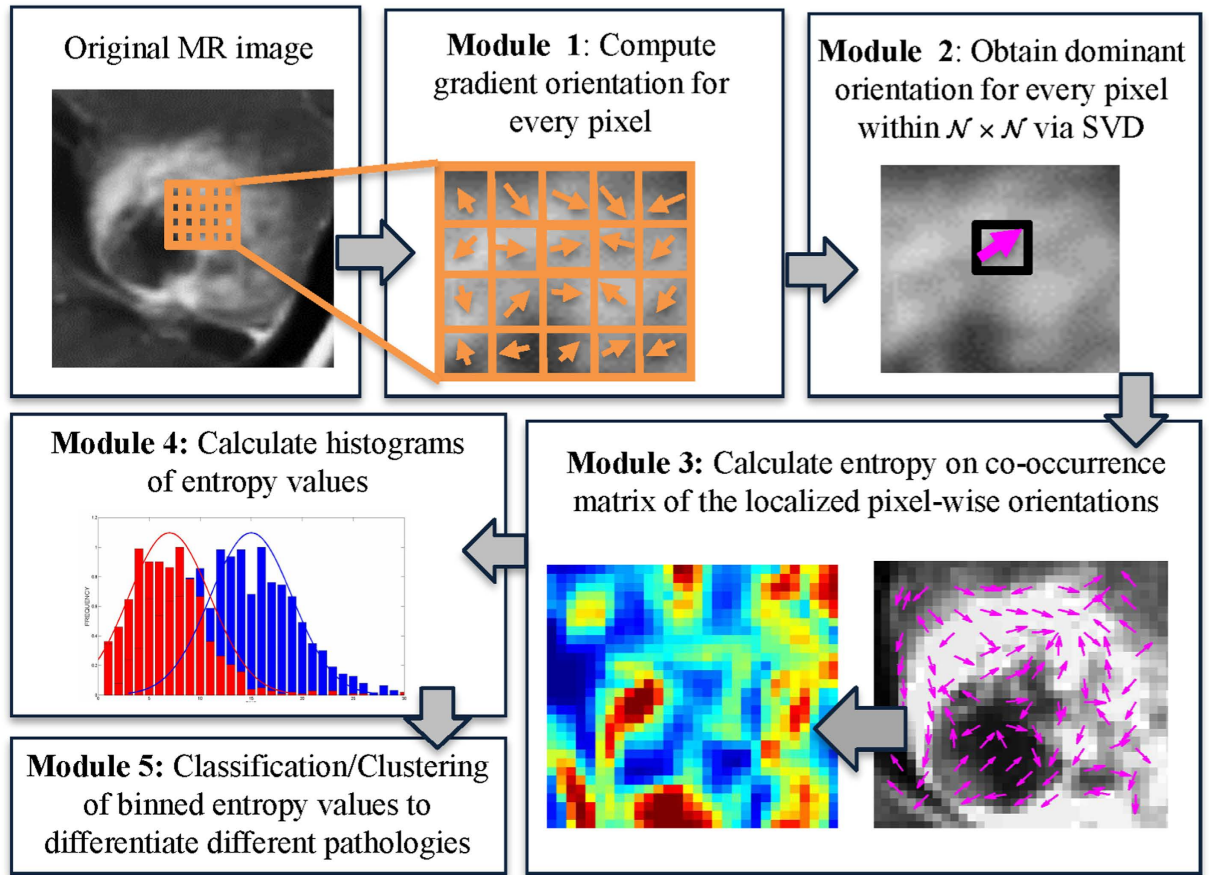 Original MR image
Module 1: Compute
gradient orientation for
every pixel
Module 2: Obtain dominant
orientation for every pixel
within 𝒩 × 𝒩 via SVD
Module 3: Calculate entropy on co-occurrence
matrix of the localized pixel-wise orientations
Module 4: Calculate histograms
of entropy values
FREQUENCY
Module 5: Classification/Clustering
of binned entropy values to
differentiate different pathologies